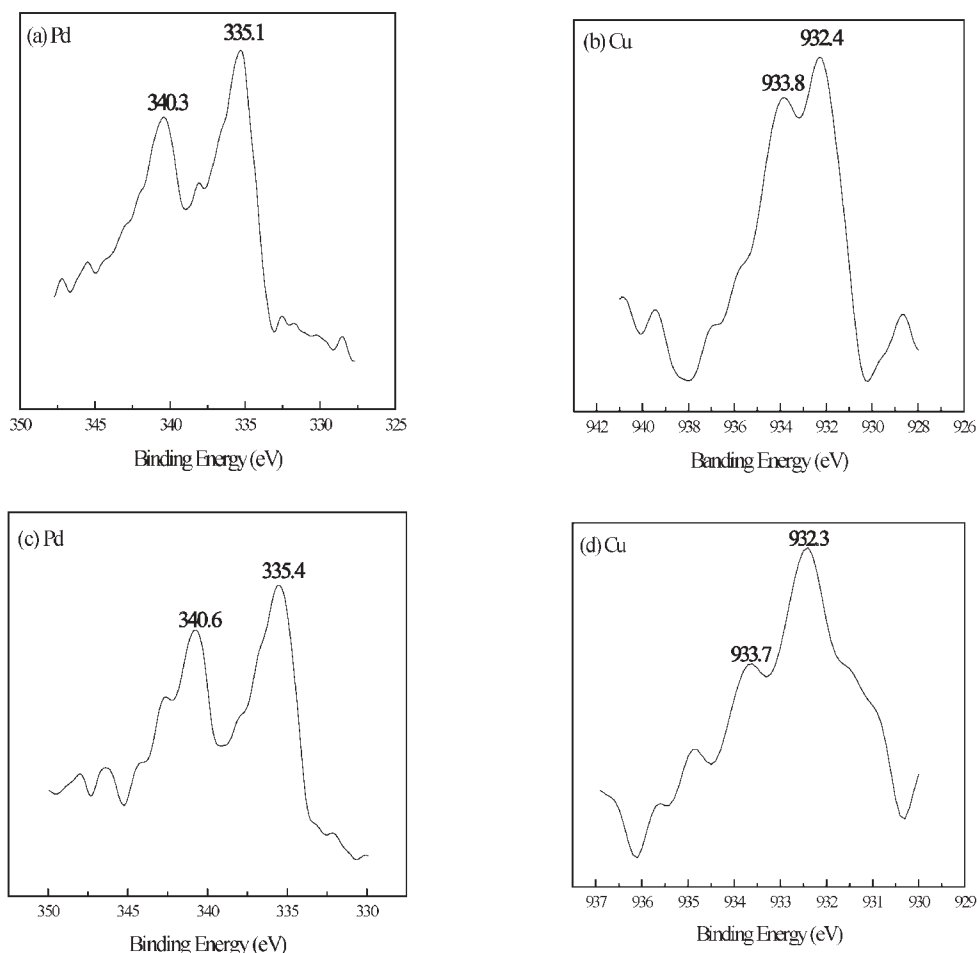 (a) Pd
335.1
340.3
350 345 340 335 330 325
Binding Energy (eV)
(b) Cu
932.4
933.8
942 940 938 936 934 932 930 928 926
Banding Energy (eV)
(c) Pd
335.4
340.6
350 345 340 335 330
Binding Energy (eV)
(d) Cu
932.3
933.7
937 936 935 934 933 932 931 930 929
Binding Energy (eV)